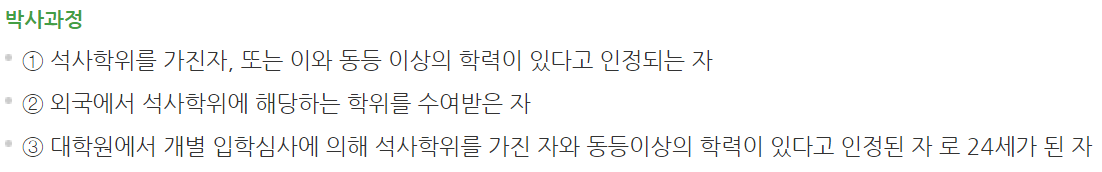 박사과정
① 석사학위를 가진자, 또는 이와 동등 이상의 학력이 있다고 인정되는 자
② 외국에서 석사학위에 해당하는 학위를 수여받은 자
③ 대학원에서 개별 입학심사에 의해 석사학위를 가진 자와 동등이상의 학력이 있다고 인정된 자 로 24세가 된 자